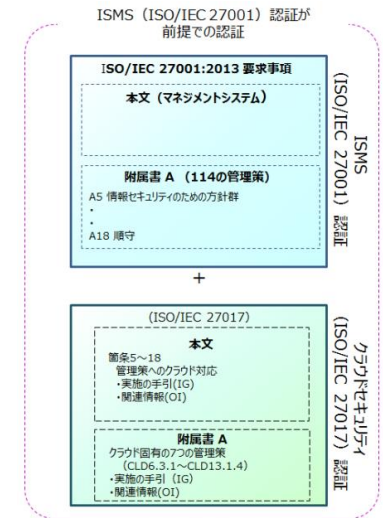 ISMS（ISO/IEC 27001）認証が
前提での認証
ISO/IEC 27001:2013 要求事項
本文（マネジメントシステム）
附属書 A （114の管理策）
A5 情報セキュリティのための方針群
・
・
A18 順守
ISMS
（ISO/IEC 27001）認証
+
（ISO/IEC 27017）
本文
箇条5～18
管理策へのクラウド対応
・実施の手引(IG)
・関連情報(OI)
附属書 A
クラウド固有の7つの管理策
（CLD6.3.1～CLD13.1.4）
・実施の手引（IG）
・関連情報(OI)
クラウドセキュリティ
（ISO/IEC 27017）認証